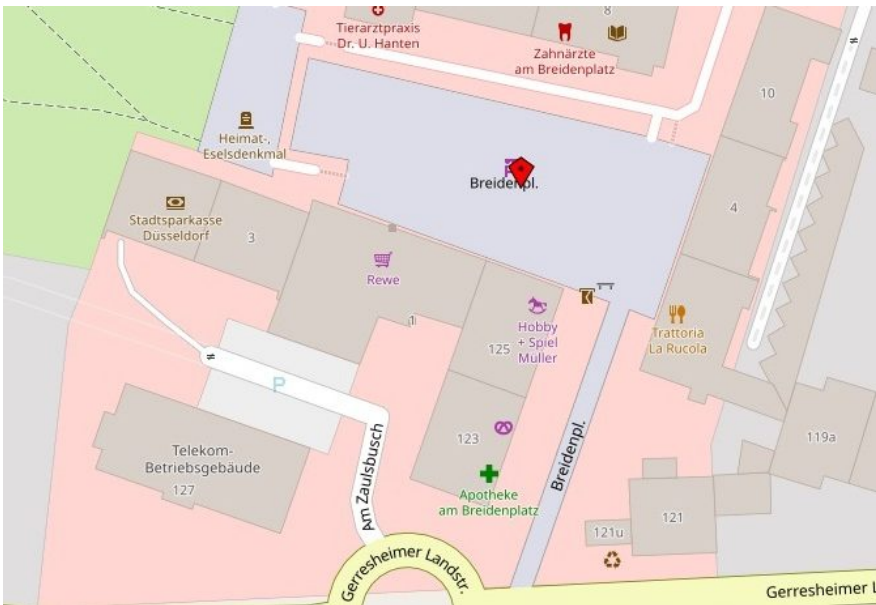 8
Tierarztpraxis
Dr. U. Hanten
Zahnärzte
am Breidenplatz
10
Heimat-,
Eselsdenkmal
Breidenpl.
4
Stadtsparkasse
Düsseldorf
3
Rewe
1
Hobby
+ Spiel
Müller
125
Trattoria
La Rucola
P
123
Telekom-
Betriebsgebäude
127
Am Zaulsbusch
Breidenpl.
119a
Apotheke
am Breidenplatz
121
121u
Gerresheimer Landstr.
Gerresheimer L